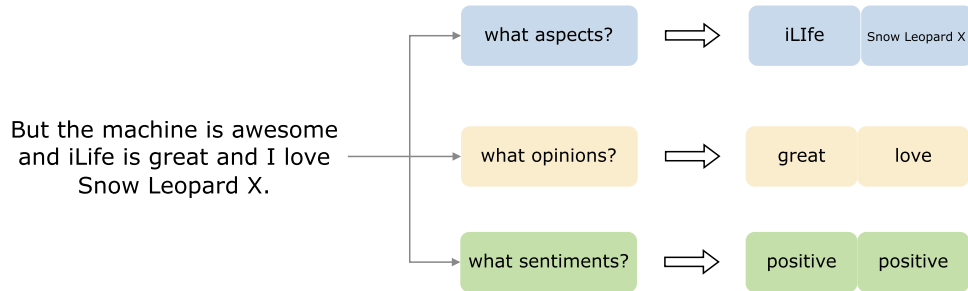 But the machine is awesome
and iLife is great and I love
Snow Leopard X.
what aspects?
iLIfe
Snow Leopard X
what opinions?
great
love
what sentiments?
positive
positive